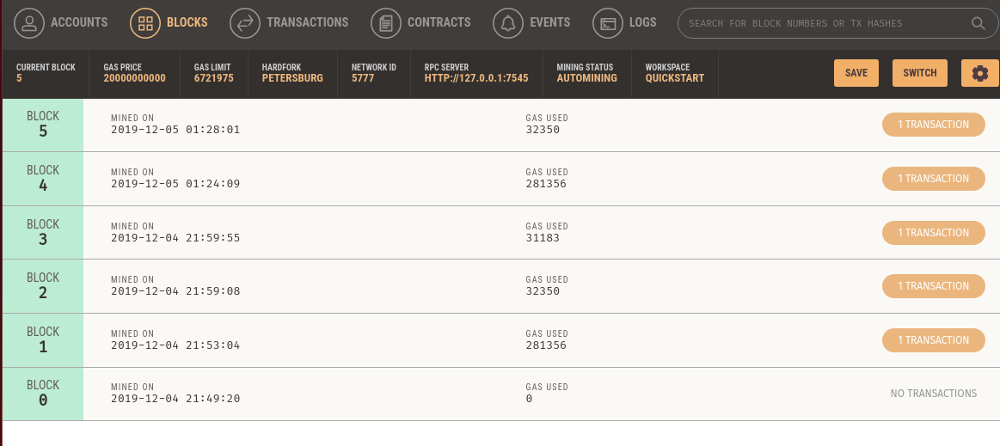 ACCOUNTS BLOCKS TRANSACTIONS CONTRACTS EVENTS LOGS SEARCH FOR BLOCK NUMBERS OR TX HASHES
CURRENT BLOCK GAS PRICE GAS LIMIT HARDFORK NETWORK ID RPC SERVER MINING STATUS WORKSPACE
5 20000000000 6721975 PETERSBURG 5777 HTTP://127.0.0.1:7545 AUTOMINING QUICKSTART
SAVE SWITCH
BLOCK MINED ON GAS USED
5 2019-12-05 01:28:01 32350 1 TRANSACTION
BLOCK MINED ON GAS USED
4 2019-12-05 01:24:09 281356 1 TRANSACTION
BLOCK MINED ON GAS USED
3 2019-12-04 21:59:55 31183 1 TRANSACTION
BLOCK MINED ON GAS USED
2 2019-12-04 21:59:08 32350 1 TRANSACTION
BLOCK MINED ON GAS USED
1 2019-12-04 21:53:04 281356 1 TRANSACTION
BLOCK MINED ON GAS USED
0 2019-12-04 21:49:20 0 NO TRANSACTIONS